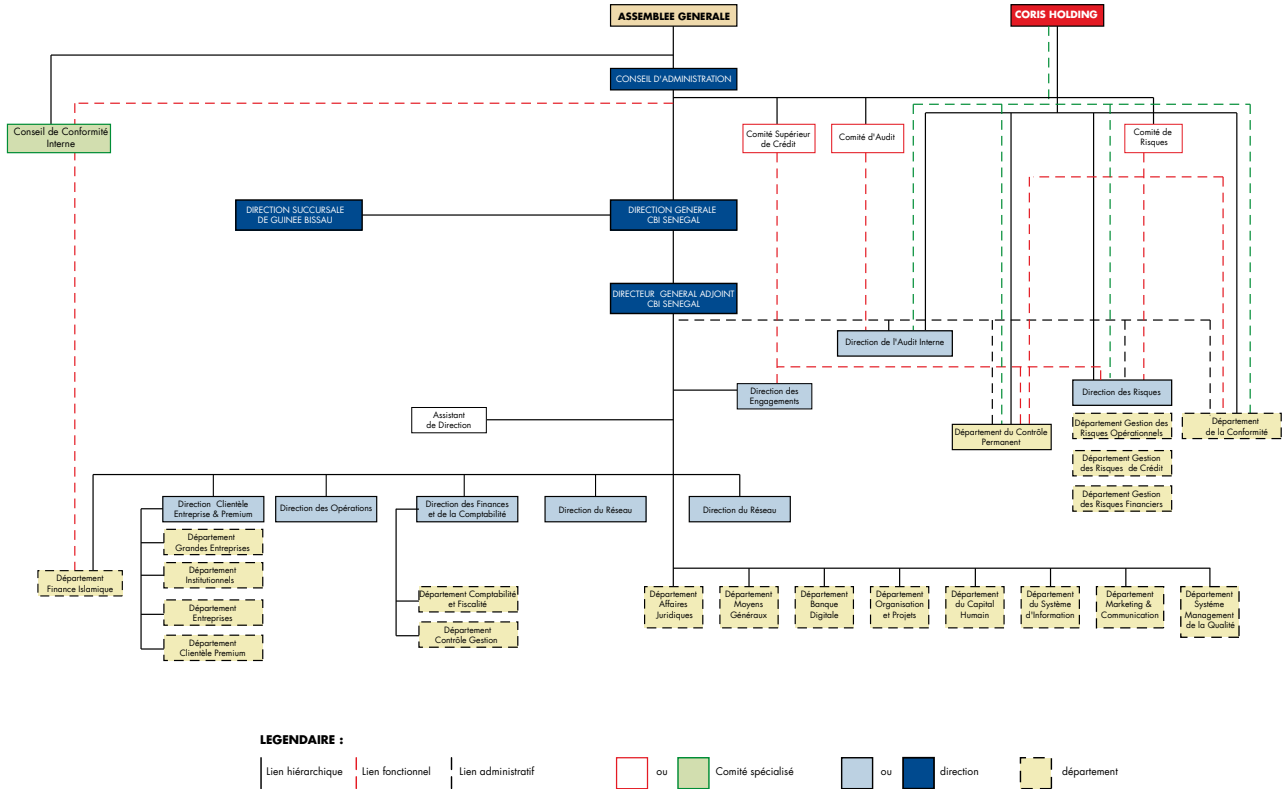 ASSEMBLEE GENERALE
CORIS HOLDING
CONSEIL D'ADMINISTRATION
Conseil de Conformité
Interne
Comité Supérieur
de Crédit
Comité d'Audit
Comité de
Risques
DIRECTION SUCCURSALE
DE GUINEE BISSAU
DIRECTION GENERALE
CBI SENEGAL
DIRECTEUR GENERAL ADJOINT
CBI SENEGAL
Direction de l'Audit Interne
Direction des
Engagements
Direction des Risques
Assistant
de Direction
Département du Contrôle
Permanent
Département Gestion des
Risques Opérationnels
Département
de la Conformité
Département Gestion
des Risques de Crédit
Département Gestion
des Risques Financiers
Direction Clientèle
Entreprise & Premium
Direction des Opérations
Direction des Finances
et de la Comptabilité
Direction du Réseau
Direction du Réseau
Département
Grandes Entreprises
Département
Finance Islamique
Département
Institutionnels
Département
Entreprises
Département
Clientèle Premium
Département Comptabilité
et Fiscalité
Département
Contrôle Gestion
Département
Affaires
Juridiques
Département
Moyens
Généraux
Département
Banque
Digitale
Département
Organisation
et Projets
Département
du Capital
Humain
Département
du Système
d'Information
Département
Marketing &
Communication
Département
Système
Management
de la Qualité
LEGENDAIRE :
Lien hiérarchique
Lien fonctionnel
Lien administratif
ou
Comité spécialisé
ou
direction
département